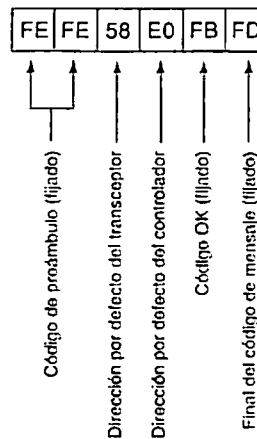 FE FE 58 E0 FB FD
Código de preámbulo (fijado)
Dirección por defecto del transceptor
Dirección por defecto del controlador
Código OK (fijado)
Final del código de mensaje (fijado)